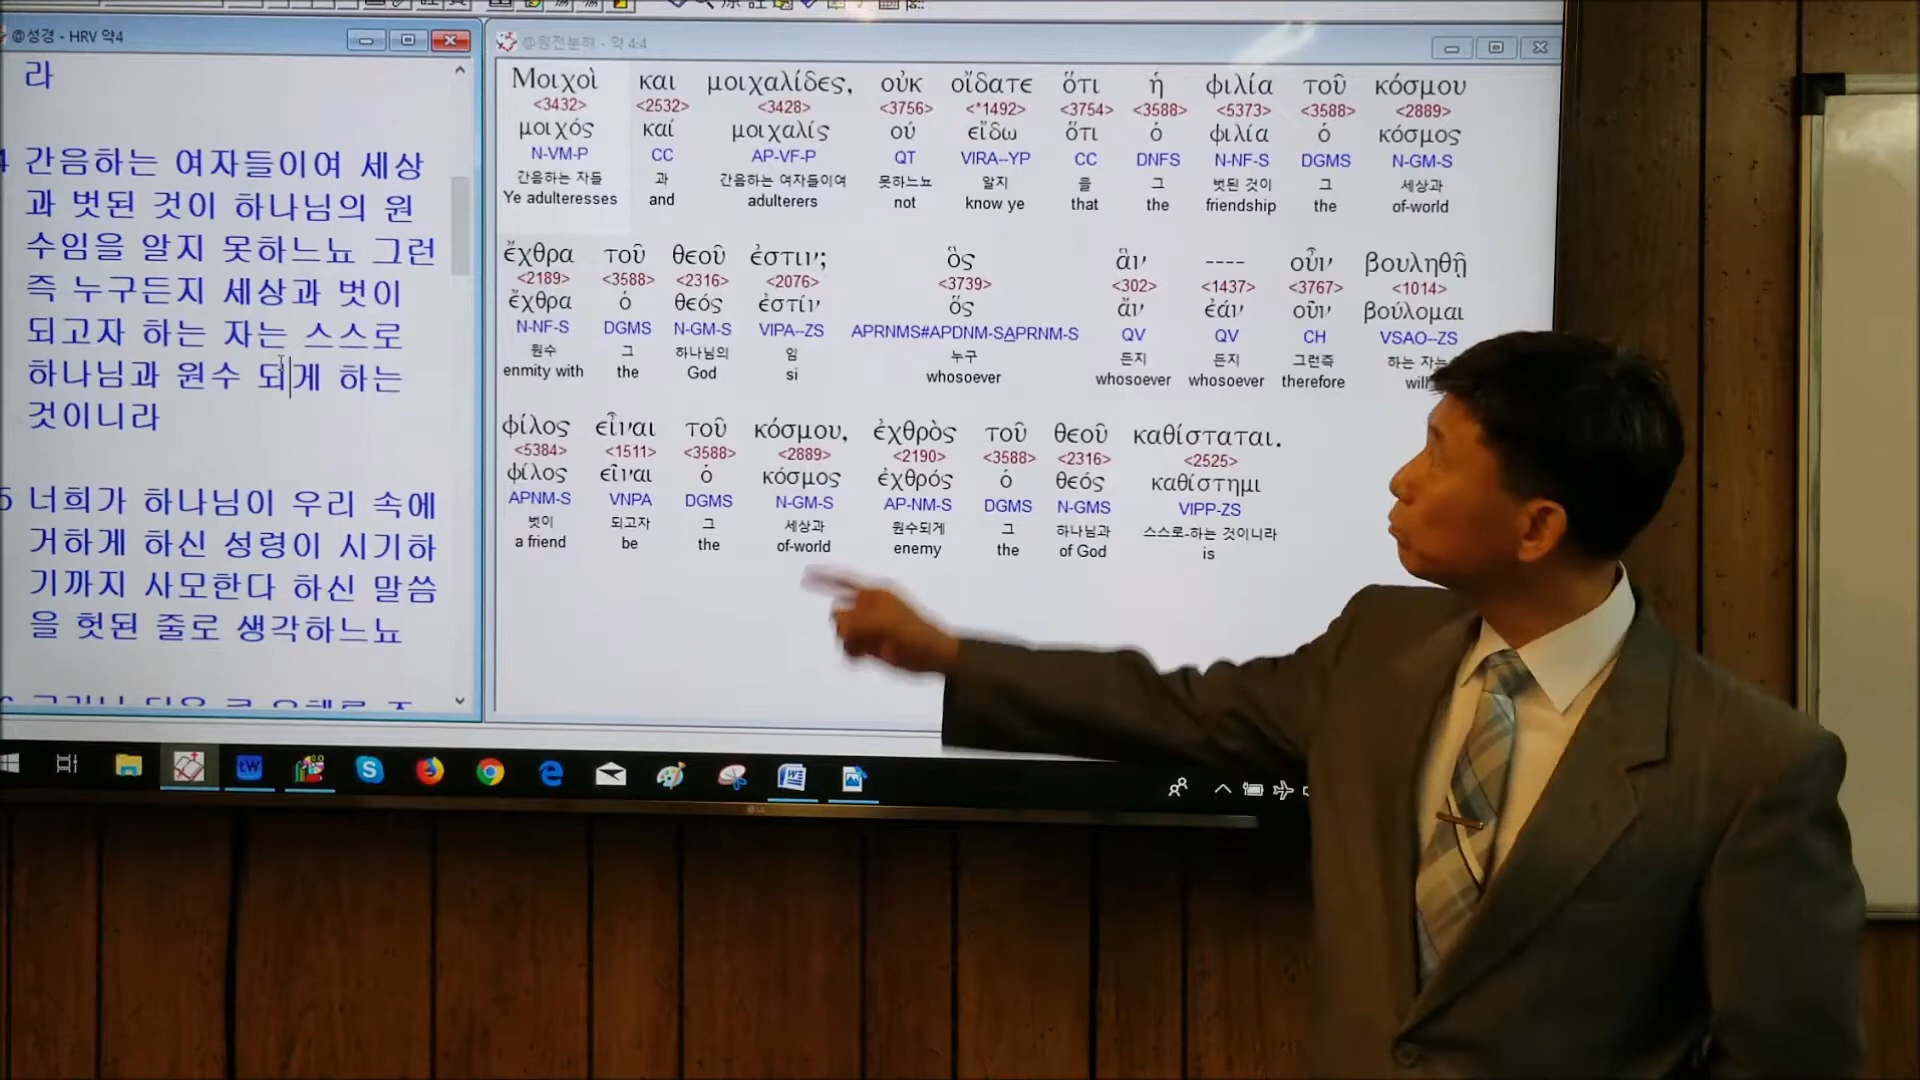 @성경 - HRV 약4
라
4 간음하는 여자들이여 세상
과 벗된 것이 하나님의 원
수임을 알지 못하느뇨 그런
즉 누구든지 세상과 벗이
되고자 하는 자는 스스로
하나님과 원수 되게 하는
것이니라
5 너희가 하나님이 우리 속에
거하게 하신 성령이 시기하
기까지 사모한다 하신 말씀
을 헛된 줄로 생각하느뇨
@원전분해 - 약 4:4
Μοιχοὶ και μοιχαλίδες, οὐκ οἴδατε ὅτι ἡ φιλία τοῦ κόσμου
<3432> <2532> <3428> <3756> <*1492> <3754> <3588> <5373> <3588> <2889>
μοιχός καί μοιχαλίς οὐ εἴδω ὅτι ὁ φιλία ὁ κόσμος
N-VM-P CC AP-VF-P QT VIRA--YP CC DNFS N-NF-S DGMS N-GM-S
간음하는 자들 과 간음하는 여자들이여 못하느뇨 알지 을 그 벗된 것이 그 세상과
Ye adulteresses and adulterers not know ye that the friendship the of-world
ἔχθρα τοῦ θεοῦ ἐστιν; ὃς ἂν ---- οὖν βουληθῇ
<2189> <3588> <2316> <2076> <3739> <302> <1437> <3767> <1014>
ἔχθρα ὁ θεός ἐστίν ὅς ἄν ἐάν οὖν βούλομαι
N-NF-S DGMS N-GM-S VIPA--ZS APRNMS#APDNM-SAPRNM-S QV QV CH VSAO--ZS
원수 그 하나님의 임 누구 든지 든지 그런즉 하는 자는
enmity with the God si whosoever whosoever whosoever therefore will
φίλος εἶναι τοῦ κόσμου, ἐχθρὸς τοῦ θεοῦ καθίσταται.
<5384> <1511> <3588> <2889> <2190> <3588> <2316> <2525>
φίλος εἶναι ὁ κόσμος ἐχθρός ὁ θεός καθίστημι
APNM-S VNPA DGMS N-GM-S AP-NM-S DGMS N-GMS VIPP-ZS
벗이 되고자 그 세상과 원수되게 그 하나님과 스스로-하는 것이니라
a friend be the of-world enemy the of God is
LG